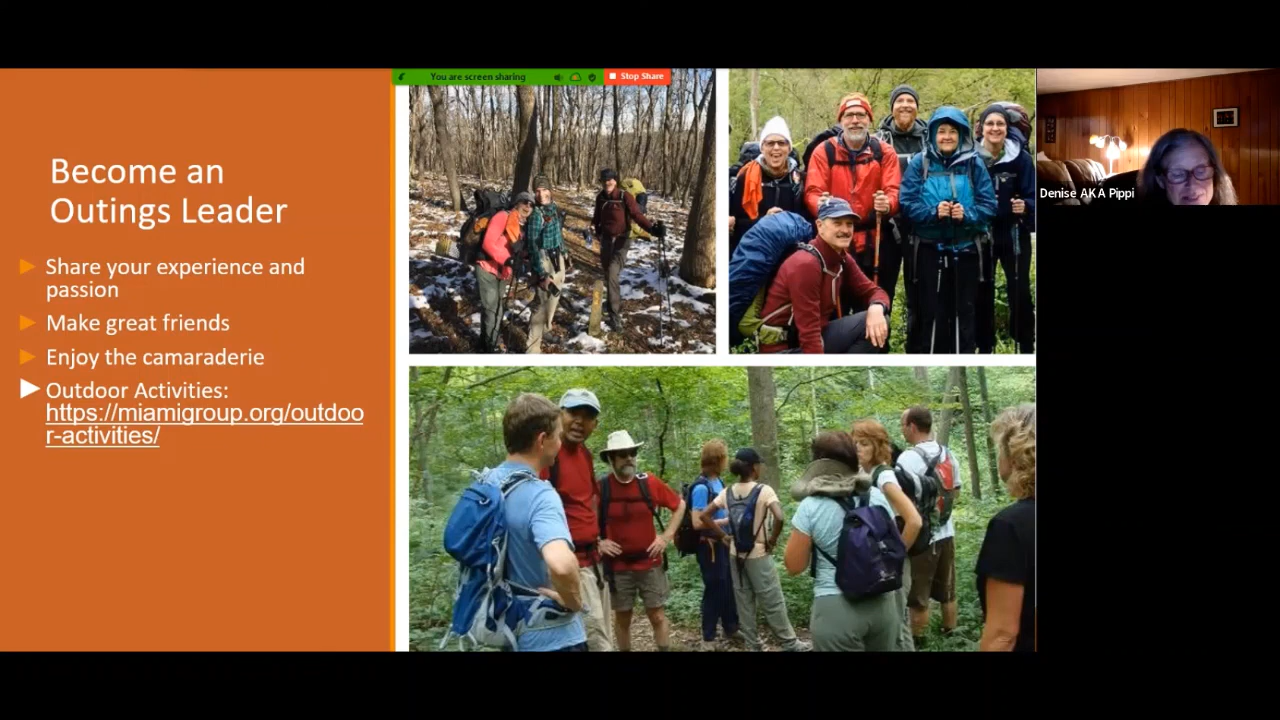 You are screen sharing
Stop Share
Become an
Outings Leader
Share your experience and
passion
Make great friends
Enjoy the camaraderie
Outdoor Activities:
https://miamigroup.org/outdoo
r-activities/
Denise AKA Pippi